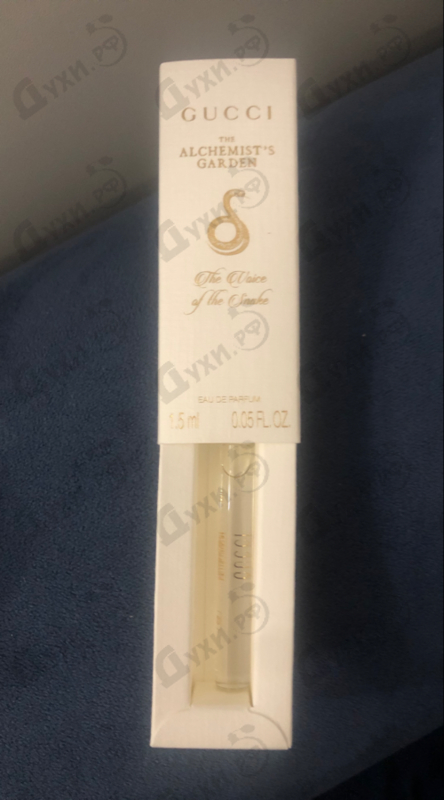 GUCCI
THE
ALCHEMIST'S
GARDEN
The Voice
of the Snake
EAU DE PARFUM
1.5 ml 0.05 FL.OZ.
GUCCI
Духи.РФ